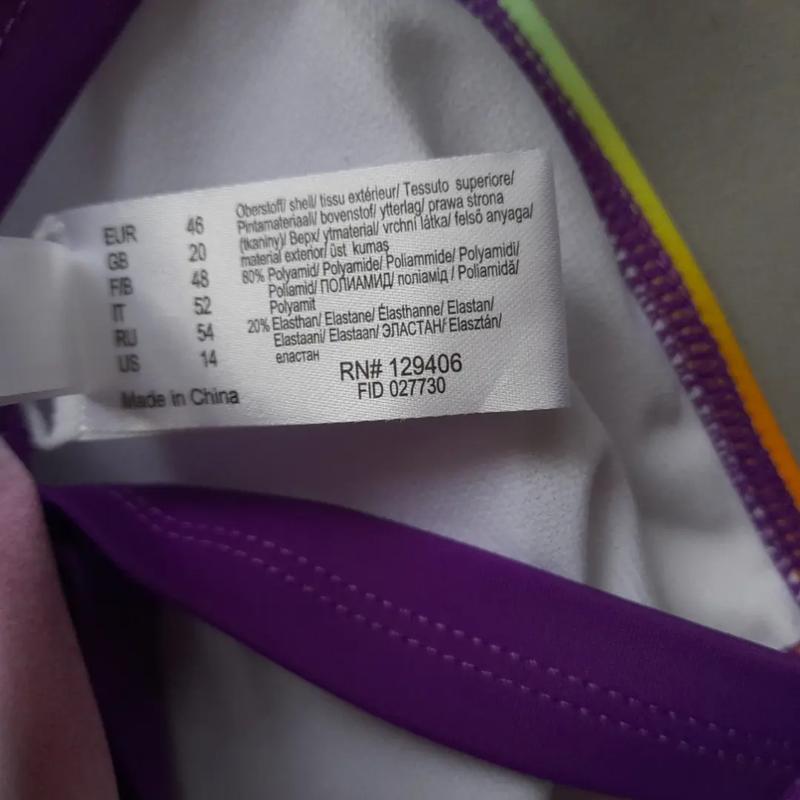 EUR 46
GB 20
F/B 48
IT 52
RU 54
US 14
Made in China
Oberstoff/ shell/ tissu extérieur/ Tessuto superiore/
Pintamateriaali/ bovenstof/ yttertag/ prawa strona
(tkaniny)/ Верх/ ytmaterial/ vrchní látka/ felső anyaga/
material exterior/ üst kumaş
80% Polyamid/ Polyamide/ Poliammide/ Polyamidi/
Poliamid/ ПОЛИАМИД/ поліамід / Poliamidă/
Polyamit
20% Elasthan/ Elastane/ Élasthanne/ Elastan/
Elastaani/ Elastaan/ ЭЛАСТАН/ Elasztán/
еластан
RN# 129406
FID 027730